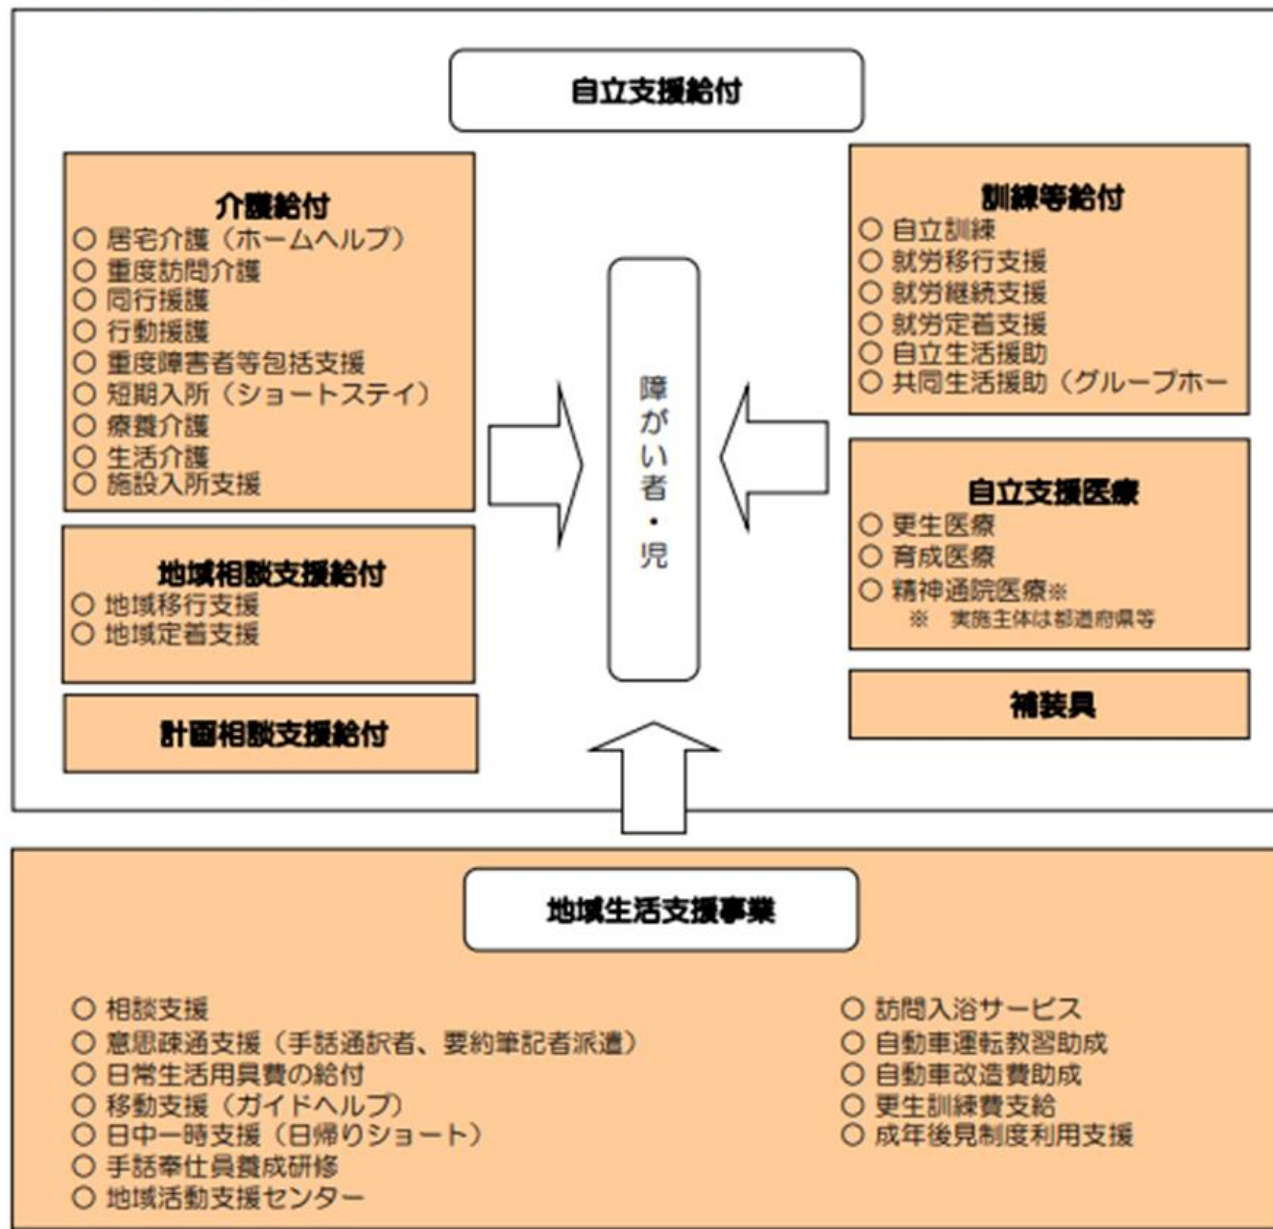 自立支援給付
介護給付
○ 居宅介護（ホームヘルプ）
○ 重度訪問介護
○ 同行援護
○ 行動援護
○ 重度障害者等包括支援
○ 短期入所（ショートステイ）
○ 療養介護
○ 生活介護
○ 施設入所支援
地域相談支援給付
○ 地域移行支援
○ 地域定着支援
計画相談支援給付
障がい者・児
訓練等給付
○ 自立訓練
○ 就労移行支援
○ 就労継続支援
○ 就労定着支援
○ 自立生活援助
○ 共同生活援助（グループホー
自立支援医療
○ 更生医療
○ 育成医療
○ 精神通院医療※
※　実施主体は都道府県等
補装具
地域生活支援事業
○ 相談支援
○ 意思疎通支援（手話通訳者、要約筆記者派遣）
○ 日常生活用具費の給付
○ 移動支援（ガイドヘルプ）
○ 日中一時支援（日帰りショート）
○ 手話奉仕員養成研修
○ 地域活動支援センター
○ 訪問入浴サービス
○ 自動車運転教習助成
○ 自動車改造費助成
○ 更生訓練費支給
○ 成年後見制度利用支援